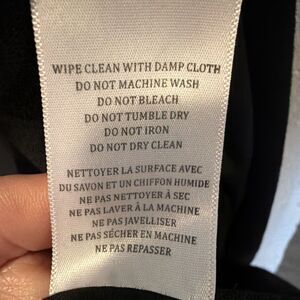 WIPE CLEAN WITH DAMP CLOTH
DO NOT MACHINE WASH
DO NOT BLEACH
DO NOT TUMBLE DRY
DO NOT IRON
DO NOT DRY CLEAN
NETTOYER LA SURFACE AVEC
DU SAVON ET UN CHIFFON HUMIDE
NE PAS NETTOYER À SEC
NE PAS LAVER À LA MACHINE
NE PAS JAVELLISER
NE PAS SÉCHER EN MACHINE
NE PAS REPASSER